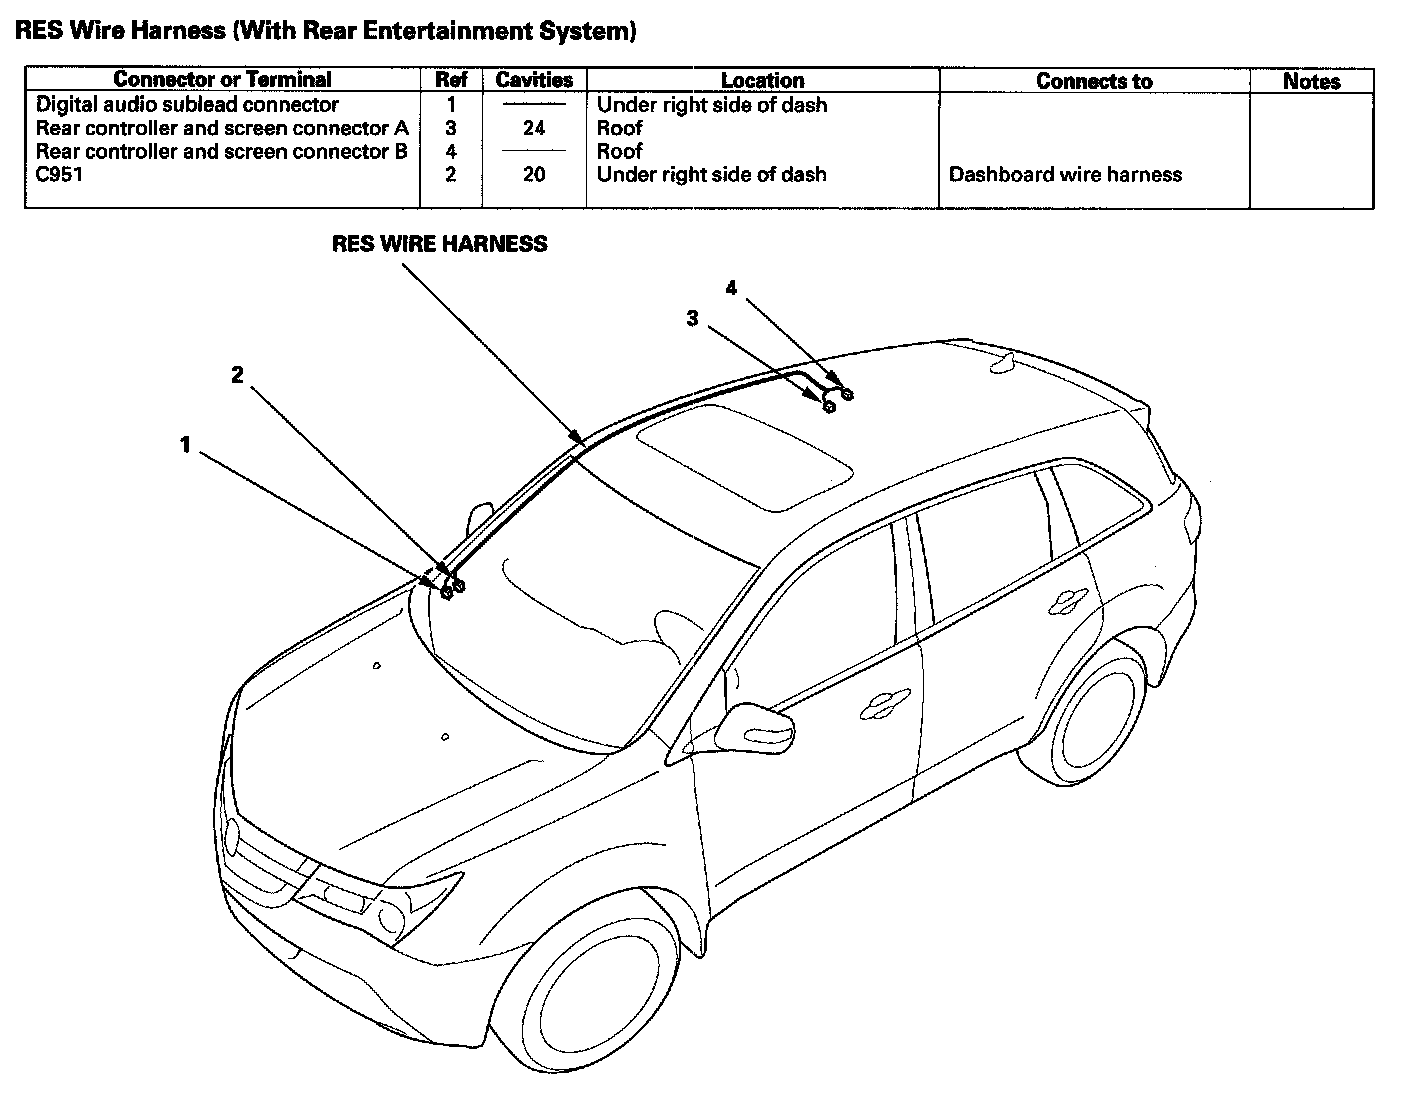 RES Wire Harness (With Rear Entertainment System)
Connector or Terminal Ref Cavities Location Connects to Notes
Digital audio sublead connector 1 —— Under right side of dash
Rear controller and screen connector A 3 24 Roof
Rear controller and screen connector B 4 —— Roof
C951 2 20 Under right side of dash Dashboard wire harness
RES WIRE HARNESS
4
3
2
1